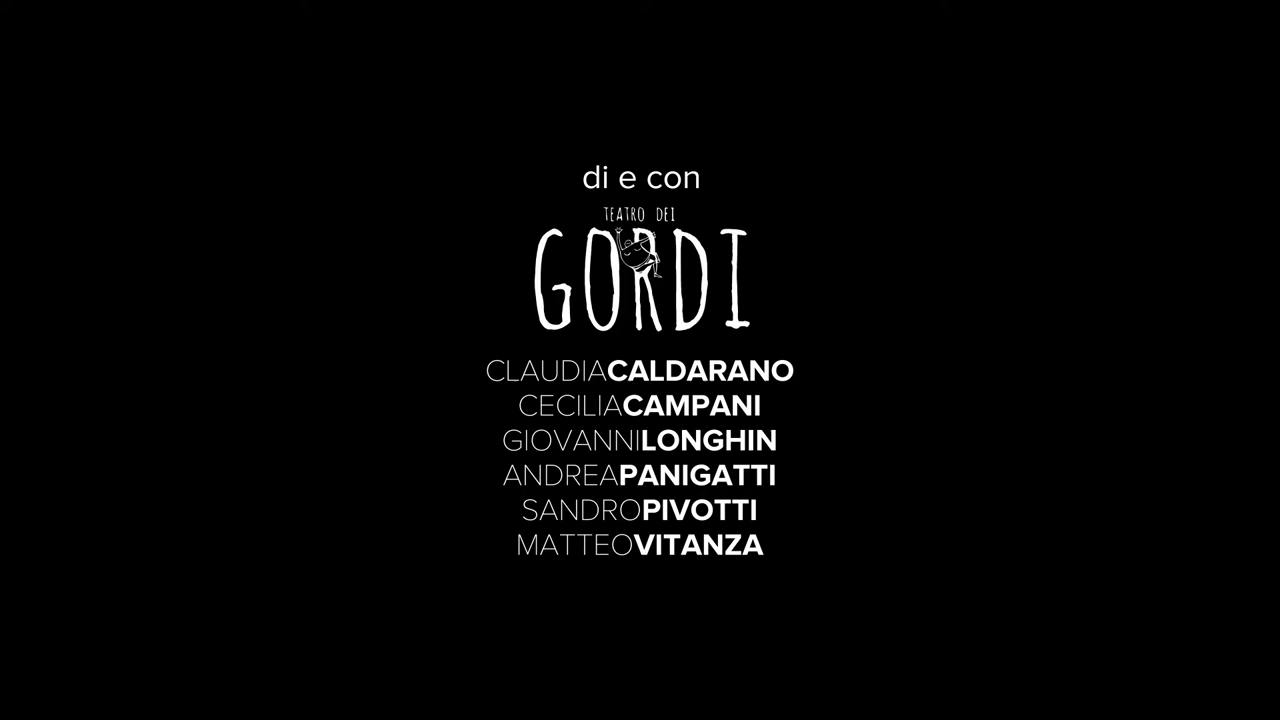 di e con
TEATRO DEI
GORDI
CLAUDIACALDARANO
CECILIACAMPANI
GIOVANNILONGHIN
ANDREAPANIGATTI
SANDROPIVOTTI
MATTEOVITANZA